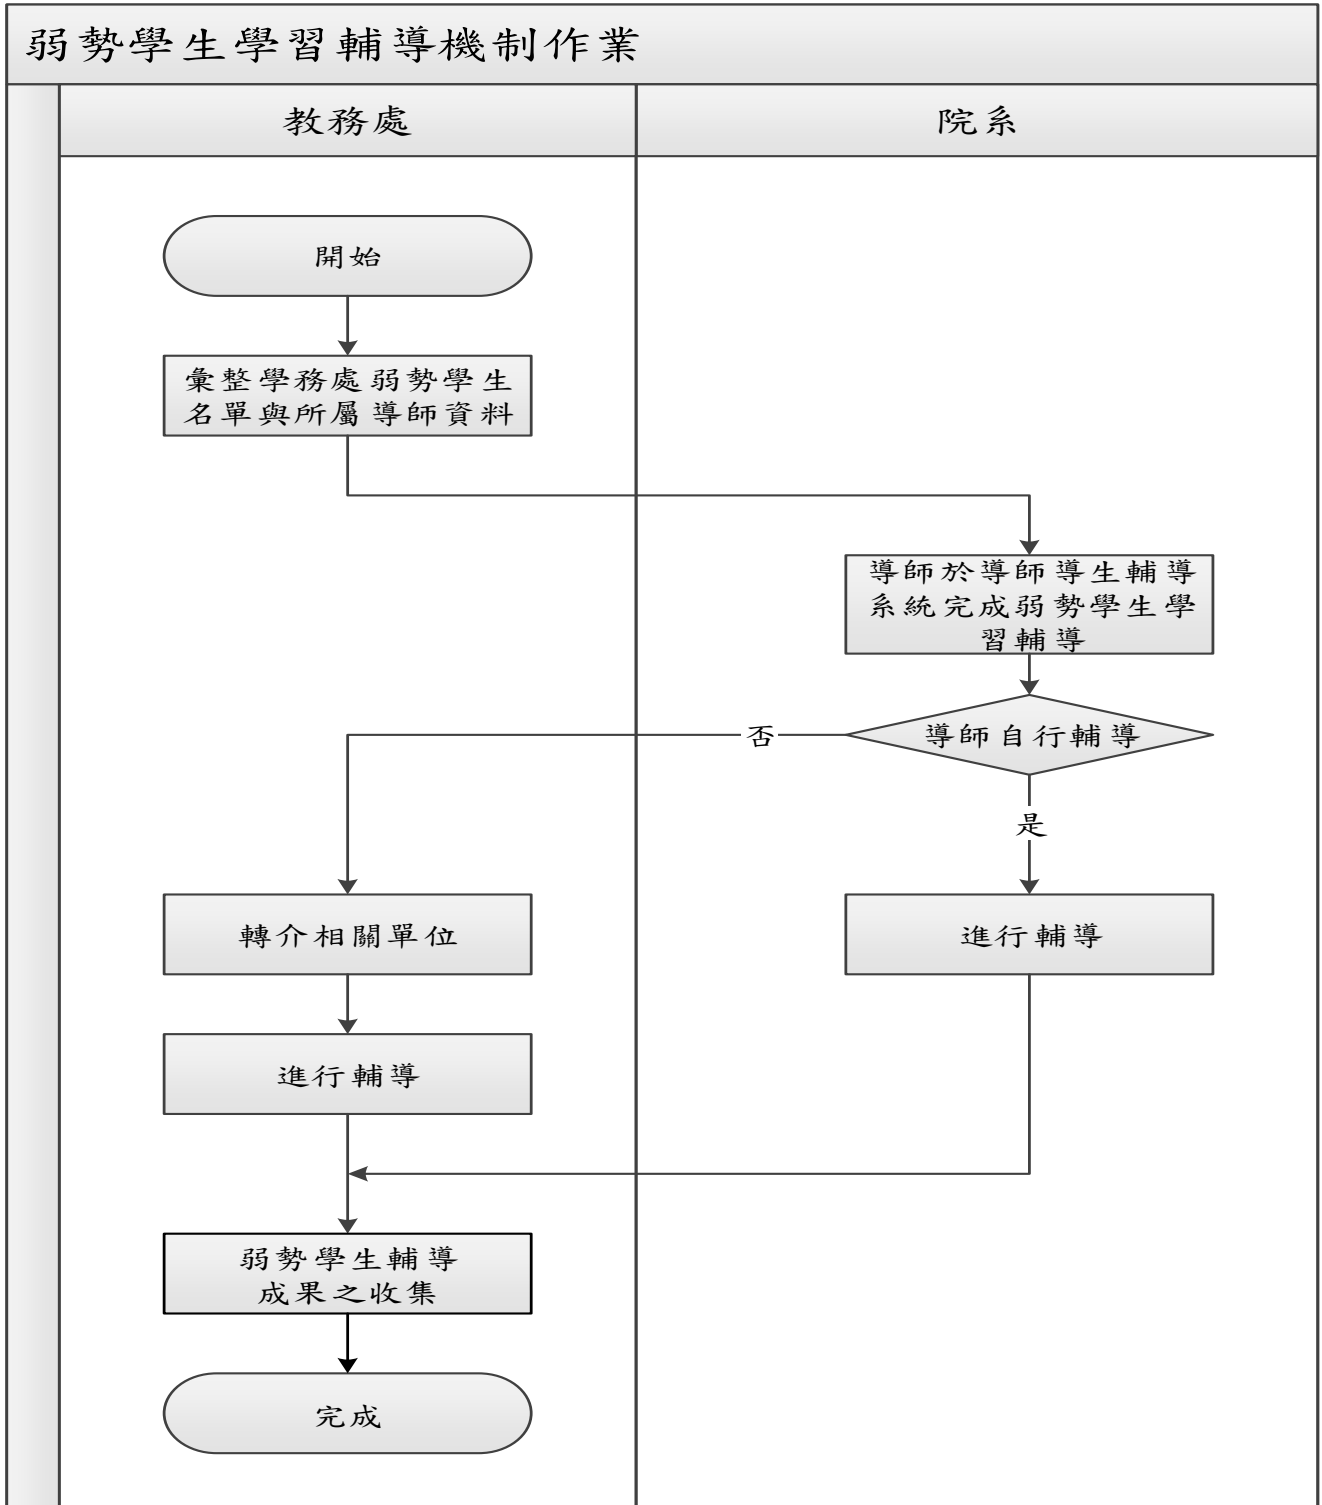 弱勢學生學習輔導機制作業
教務處
院系
開始
彙整學務處弱勢學生
名單與所屬導師資料
導師於導師導生輔導
系統完成弱勢學生學
習輔導
導師自行輔導
否
是
轉介相關單位
進行輔導
進行輔導
弱勢學生輔導
成果之收集
完成